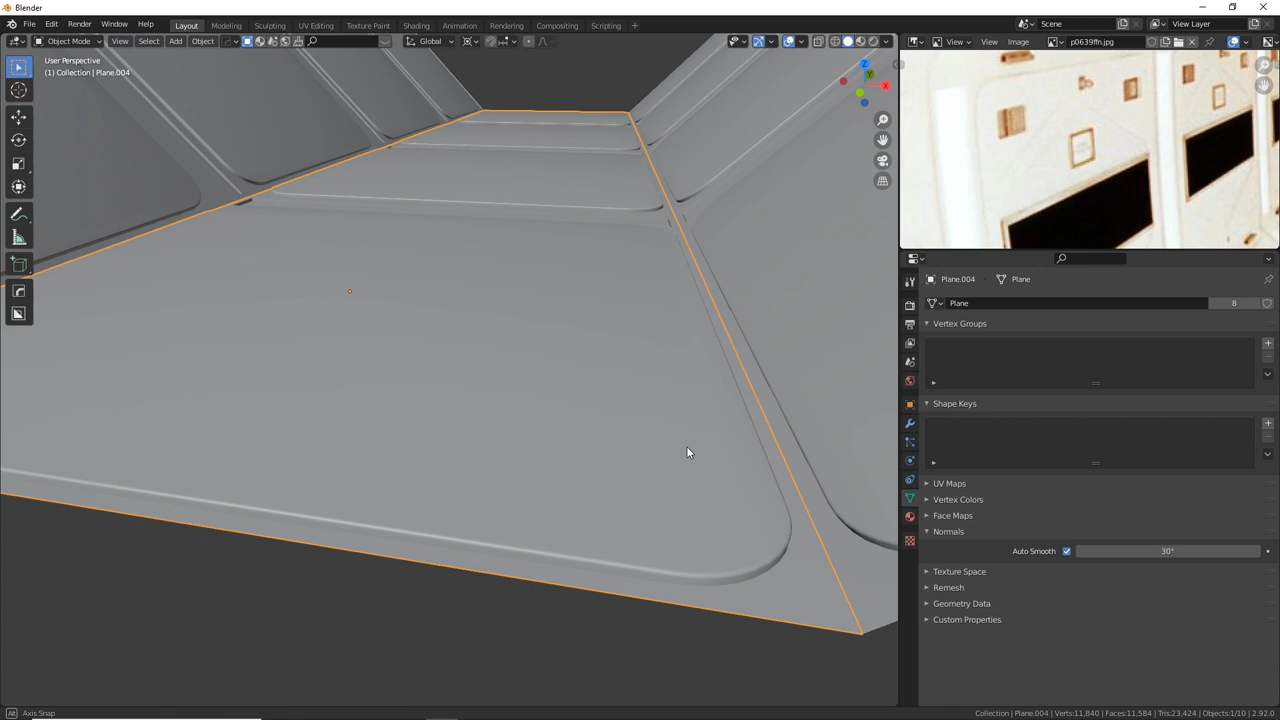 Blender
File Edit Render Window Help Layout Modeling Sculpting UV Editing Texture Paint Shading Animation Rendering Compositing Scripting + Scene View Layer
Object Mode View Select Add Object Global View View Image p0639ffn.jpg
User Perspective
(1) Collection | Plane.004
Z
Y
X
Plane.004 Plane
Plane 8
Vertex Groups
Shape Keys
UV Maps
Vertex Colors
Face Maps
Normals
Auto Smooth 30°
Texture Space
Remesh
Geometry Data
Custom Properties
Alt Axis Snap Collection | Plane.004 | Verts:11,840 | Faces:11,584 | Tris:23,424 | Objects:1/10 | 2.92.0